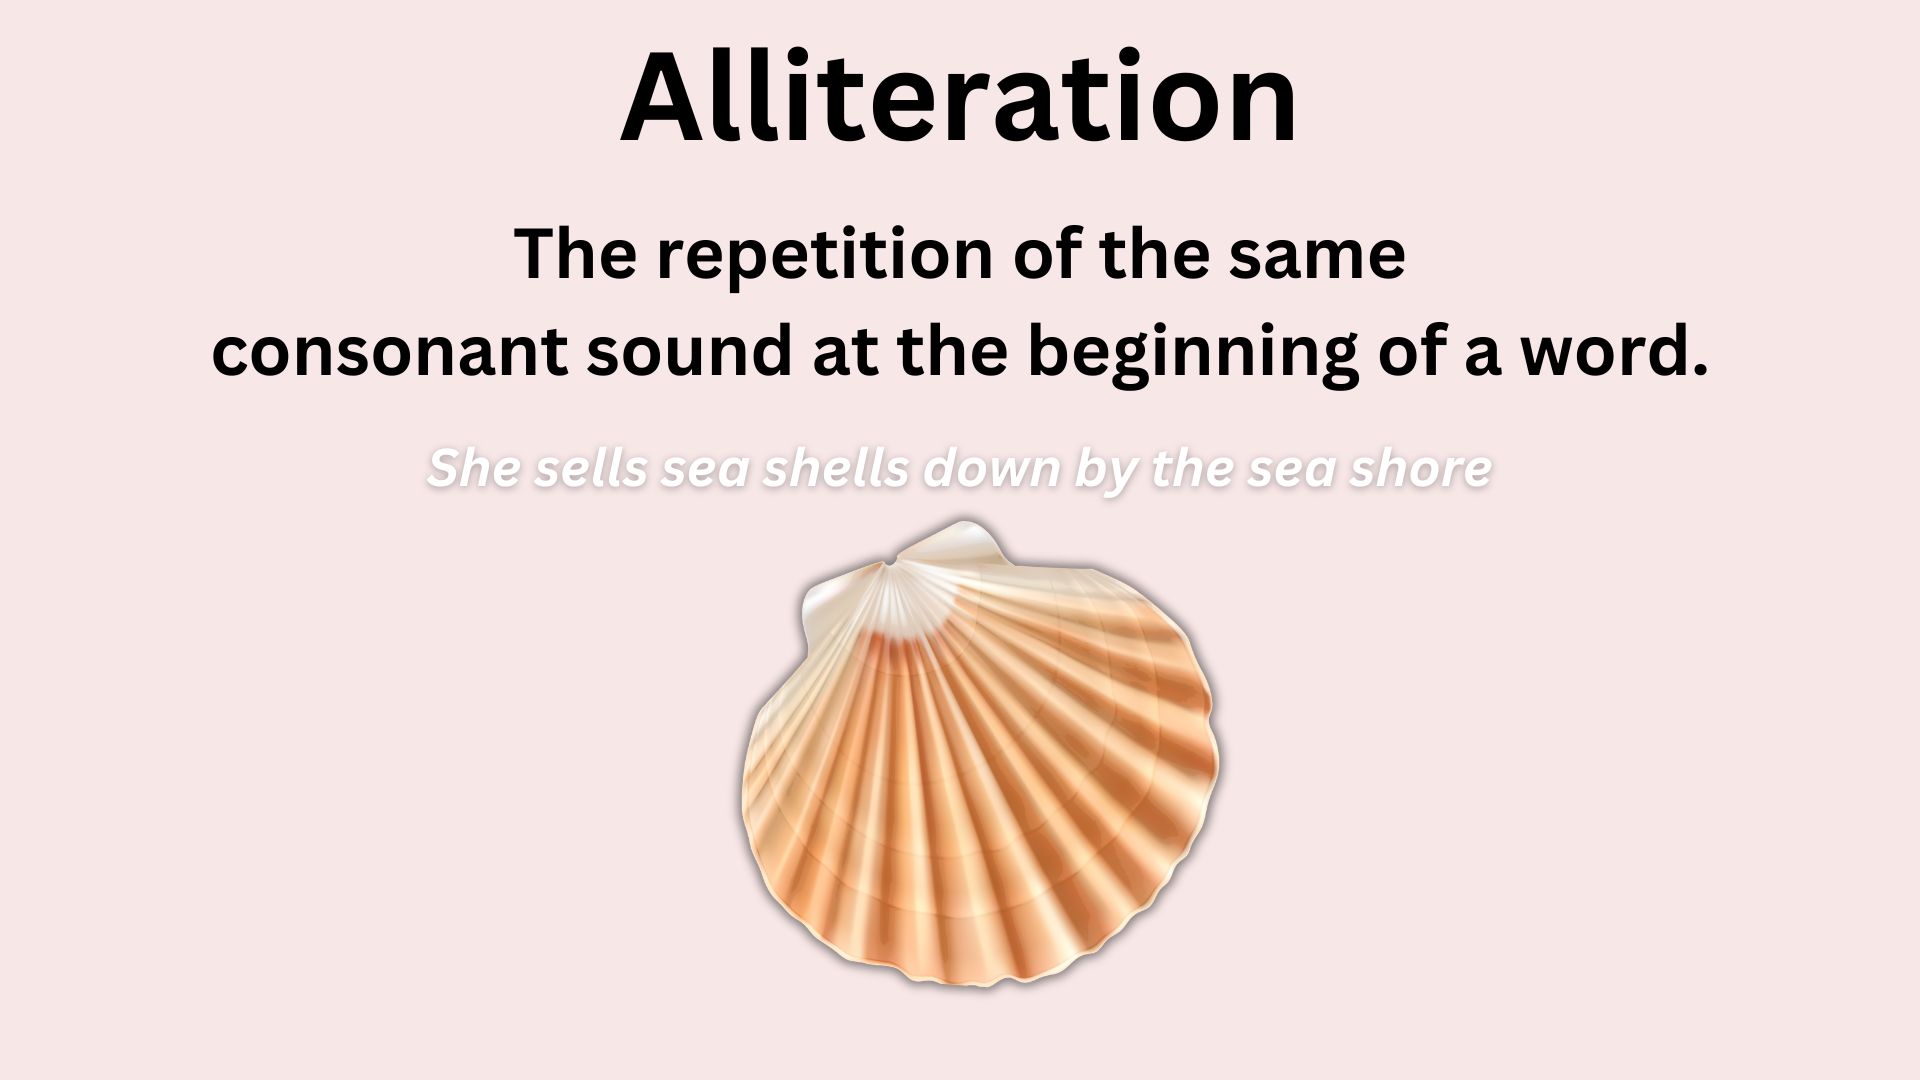 Alliteration
The repetition of the same
consonant sound at the beginning of a word.
She sells sea shells down by the sea shore